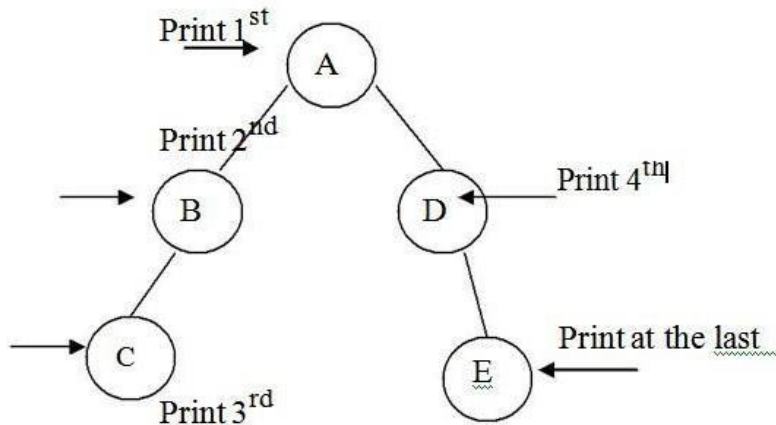 Print 1st
A
Print 2nd
B
D
Print 4th
C
E
Print at the last
Print 3rd